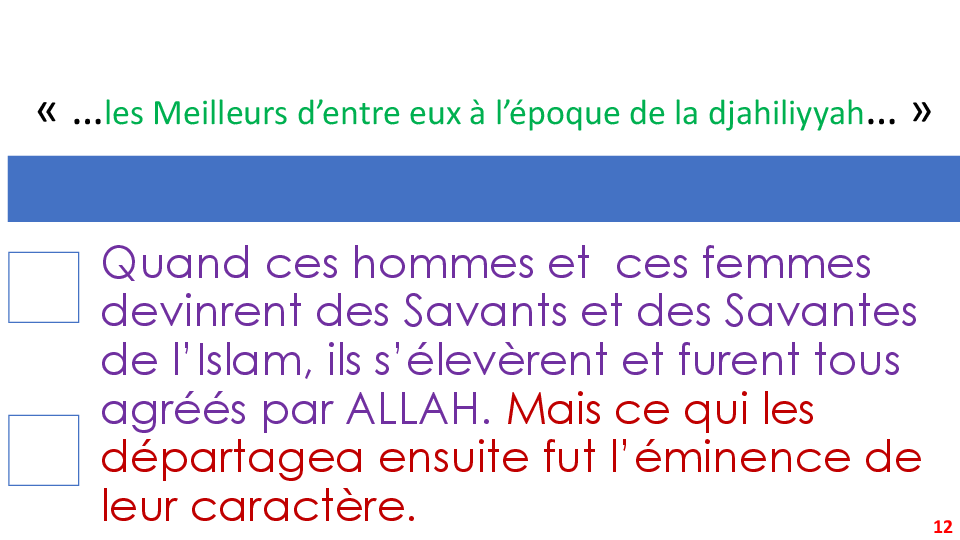 « …les Meilleurs d’entre eux à l’époque de la djahiliyyah… »
Quand ces hommes et  ces femmes
devinrent des Savants et des Savantes
de l’Islam, ils s’élevèrent et furent tous
agréés par ALLAH. Mais ce qui les
départagea ensuite fut l’éminence de
leur caractère.
12